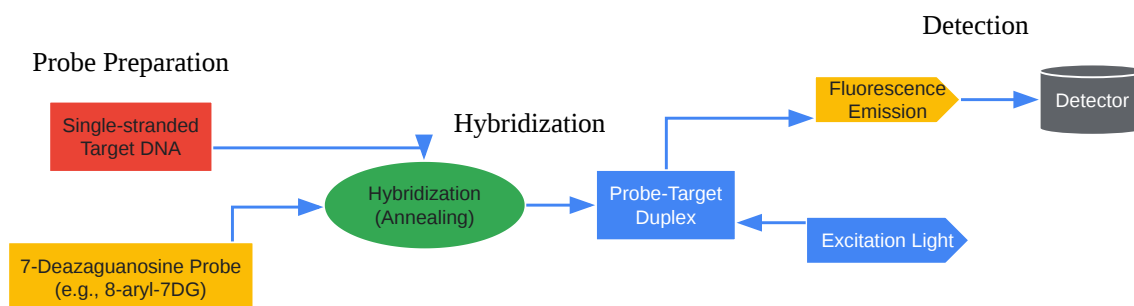 Probe Preparation
Single-stranded
Target DNA
7-Deazaguanosine Probe
(e.g., 8-aryl-7DG)
Hybridization
Hybridization
(Annealing)
Probe-Target
Duplex
Detection
Fluorescence
Emission
Detector
Excitation Light